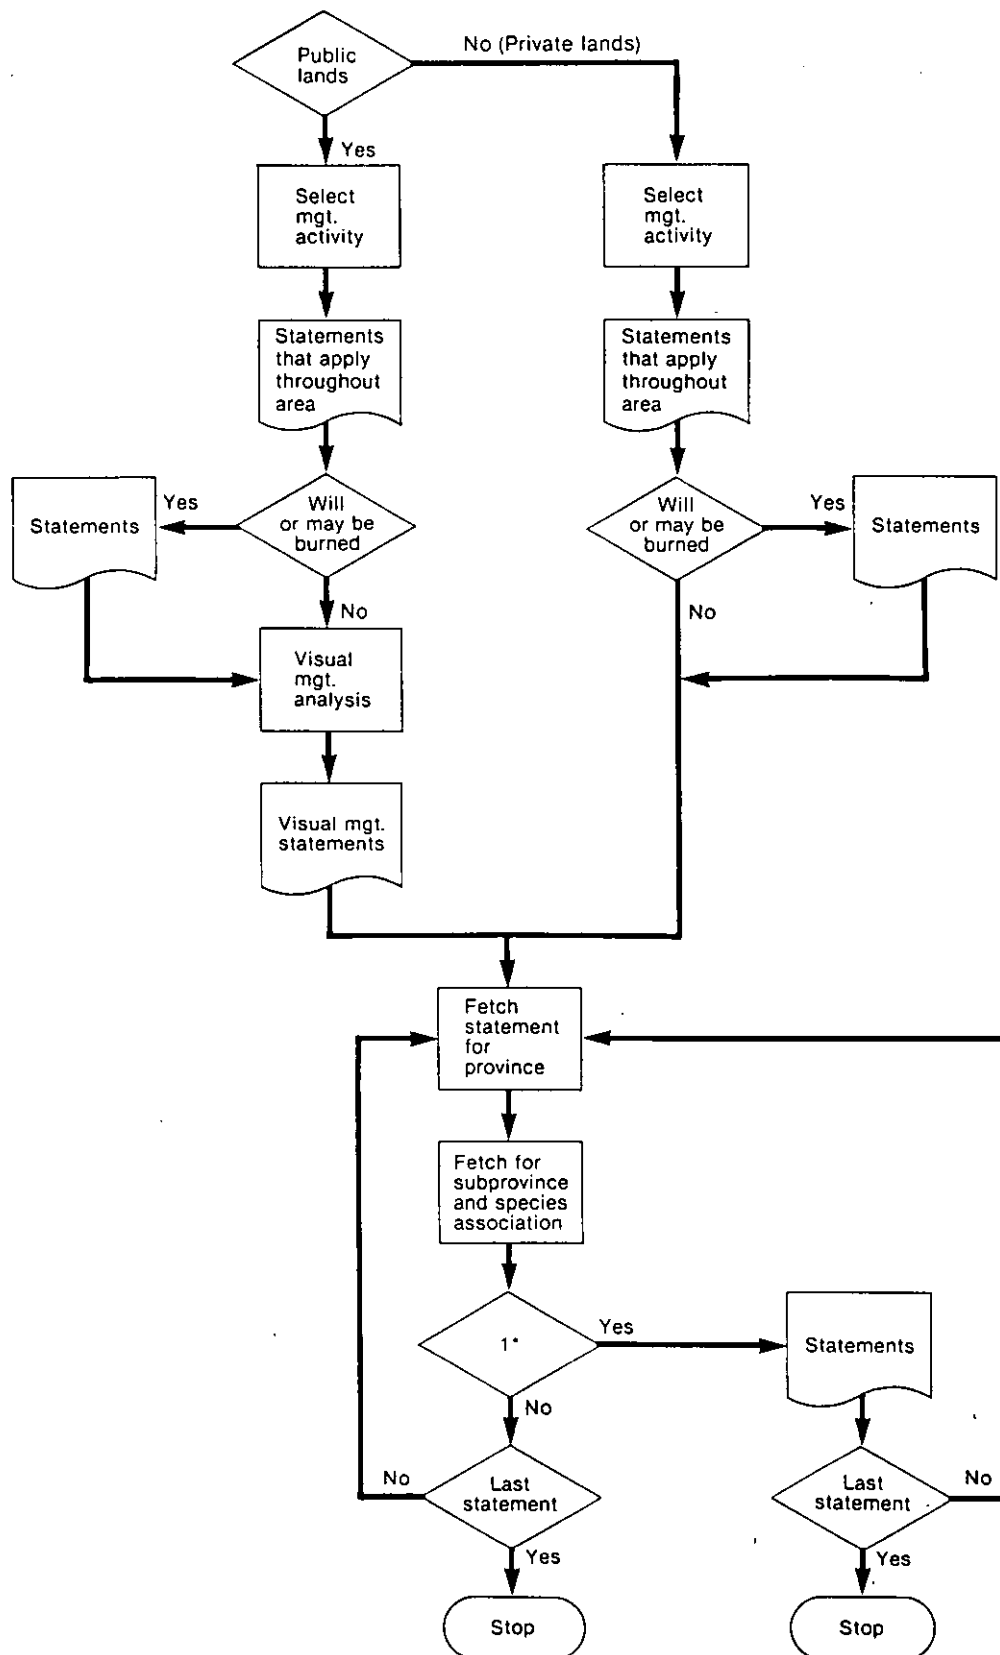 Public
lands
No (Private lands)
Yes
Select
mgt.
activity
Select
mgt.
activity
Statements
that apply
throughout
area
Statements
that apply
throughout
area
Statements
Yes
Will
or may be
burned
Will
or may be
burned
Yes
Statements
No
No
Visual
mgt.
analysis
Visual mgt.
statements
Fetch
statement
for
province
Fetch for
subprovince
and species
association
1*
Yes
Statements
No
No
Last
statement
Last
statement
No
Yes
Yes
Stop
Stop